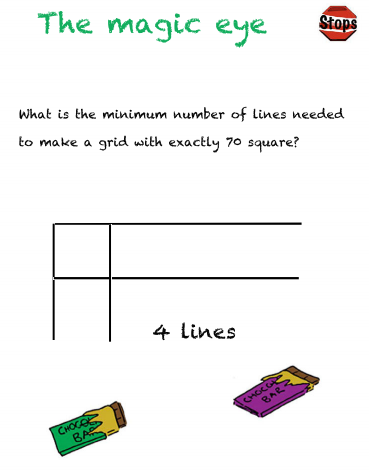 The magic eye
Stops
What is the minimum number of lines needed
to make a grid with exactly 70 square?
4 lines
CHOCO
BAR
CHOCO
BAR